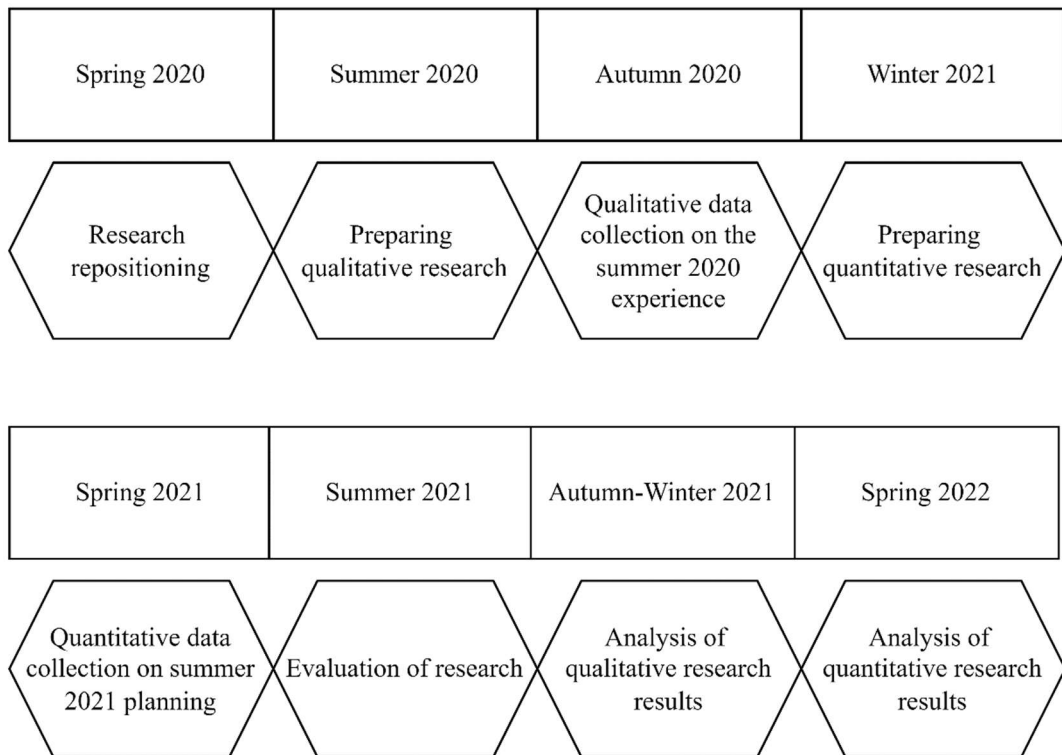 Spring 2020
Summer 2020
Autumn 2020
Winter 2021
Research
repositioning
Preparing
qualitative research
Qualitative data
collection on the
summer 2020
experience
Preparing
quantitative research
Spring 2021
Summer 2021
Autumn-Winter 2021
Spring 2022
Quantitative data
collection on summer
2021 planning
Evaluation of research
Analysis of
qualitative research
results
Analysis of
quantitative research
results